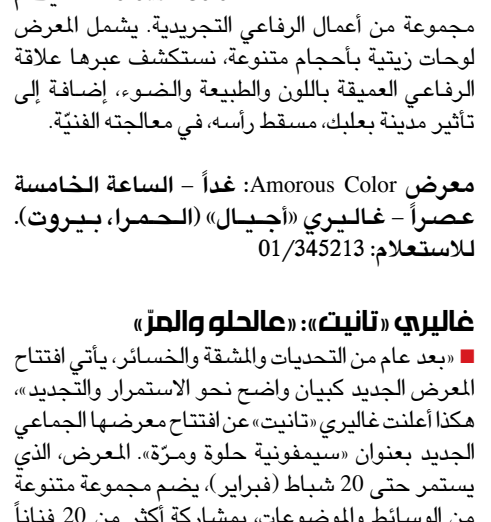 مجموعة من أعمال الرفاعي التجريدية. يشمل المعرض
لوحات زيتية بأحجام متنوعة، نستكشف عبرها علاقة
الرفاعي العميقة باللون والطبيعة والضوء، إضافة إلى
تأثير مدينة بعلبك، مسقط رأسه، في معالجته الفنيّة.
معرض Amorous Color: غداً – الساعة الخامسة
عصراً – غاليري «أجيال» (الحمرا، بيروت).
للاستعلام: 01/345213
غاليري «تانيت»: «عالحلو والمرّ»
■ «بعد عام من التحديات والمشقة والخسائر، يأتي افتتاح
المعرض الجديد كبيان واضح نحو الاستمرار والتجديد»،
هكذا أعلنت غاليري «تانيت» عن افتتاح معرضها الجماعي
الجديد بعنوان «سيمفونية حلوة ومرّة». المعرض، الذي
يستمر حتى 20 شباط (فبراير)، يضم مجموعة متنوعة
من الوسائط والموضوعات، بمشاركة أكثر من 20 فناناً